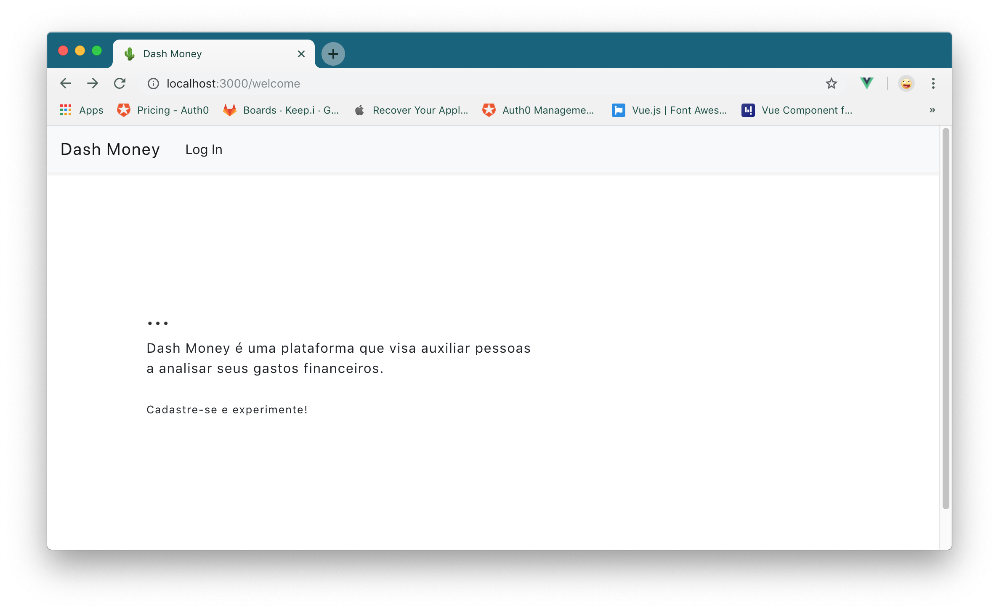 Dash Money
localhost:3000/welcome
Apps Pricing - Auth0 Boards · Keep.i · G... Recover Your Appl... Auth0 Manageme... Vue.js | Font Awes... Vue Component f... »
Dash Money Log In
...
Dash Money é uma plataforma que visa auxiliar pessoas
a analisar seus gastos financeiros.
Cadastre-se e experimente!